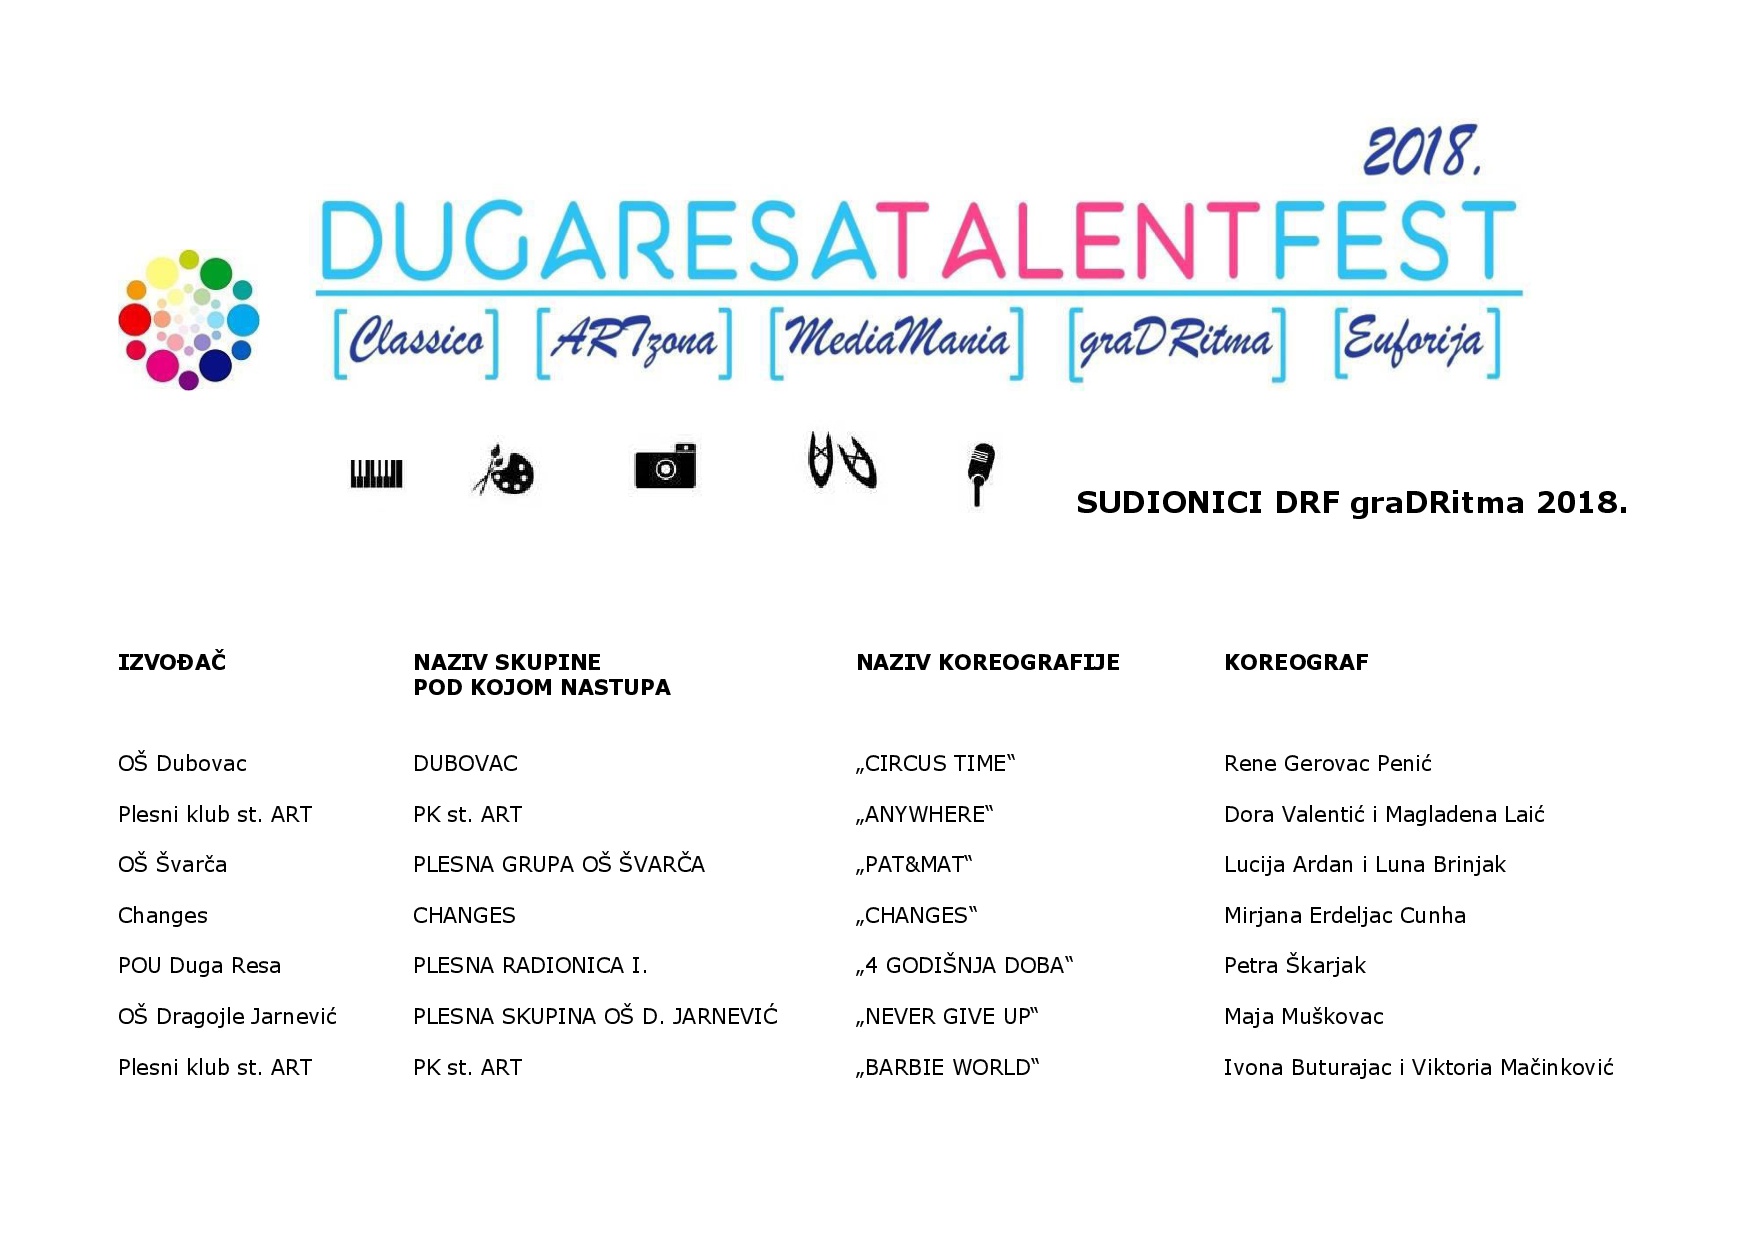 2018.
DUGARESATALENTFEST
[Classico] [ARTzona] [MediaMania] [graDRitma] [Euforija]
SUDIONICI DRF graDRitma 2018.
IZVOĐAČ NAZIV SKUPINE NAZIV KOREOGRAFIJE KOREOGRAF
POD KOJOM NASTUPA
OŠ Dubovac DUBOVAC „CIRCUS TIME“ Rene Gerovac Penić
Plesni klub st. ART PK st. ART „ANYWHERE“ Dora Valentić i Magladena Laić
OŠ Švarča PLESNA GRUPA OŠ ŠVARČA „PAT&MAT“ Lucija Ardan i Luna Brinjak
Changes CHANGES „CHANGES“ Mirjana Erdeljac Cunha
POU Duga Resa PLESNA RADIONICA I. „4 GODIŠNJA DOBA“ Petra Škarjak
OŠ Dragojle Jarnević PLESNA SKUPINA OŠ D. JARNEVIĆ „NEVER GIVE UP“ Maja Muškovac
Plesni klub st. ART PK st. ART „BARBIE WORLD“ Ivona Buturajac i Viktoria Mačinković